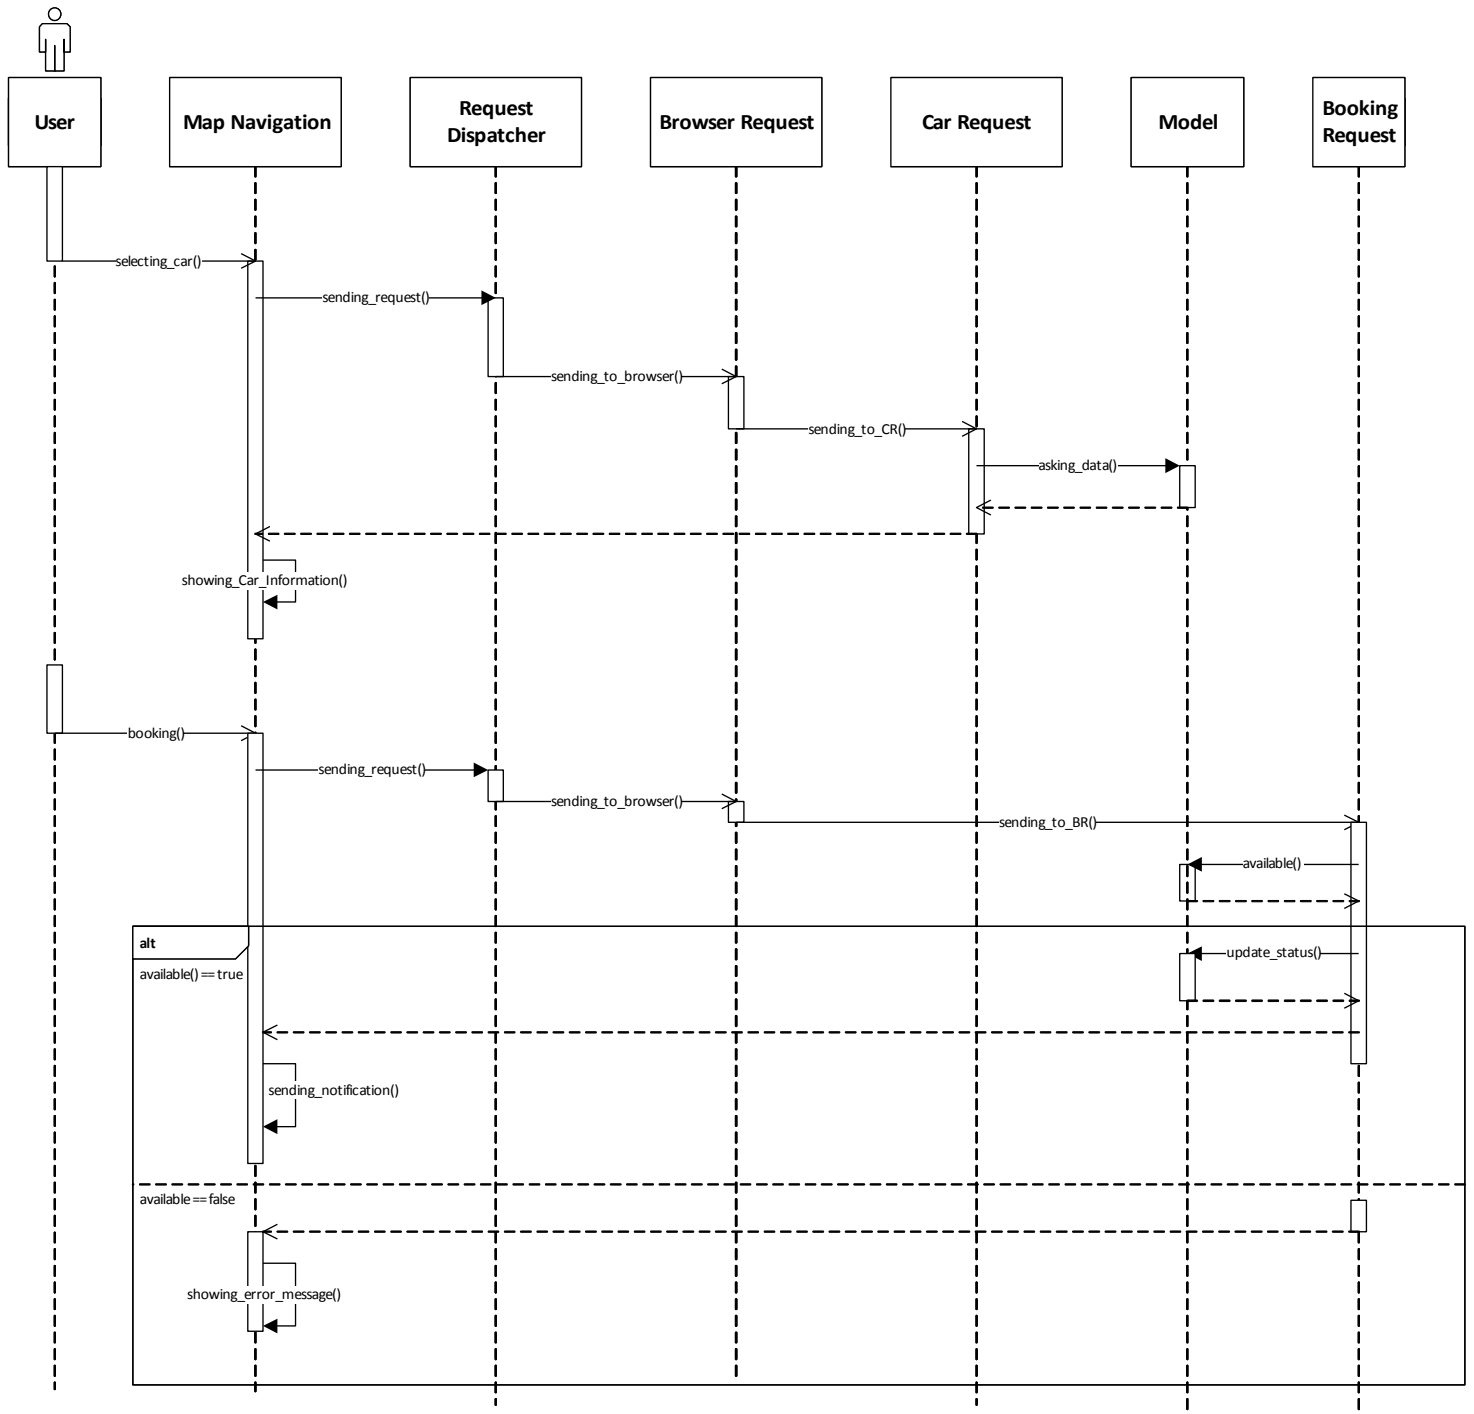 User
Map Navigation
Request
Dispatcher
Browser Request
Car Request
Model
Booking
Request
selecting_car()
sending_request()
sending_to_browser()
sending_to_CR()
asking_data()
showing_Car_Information()
booking()
sending_request()
sending_to_browser()
sending_to_BR()
available()
alt
update_status()
available() == true
sending_notification()
available == false
showing_error_message()